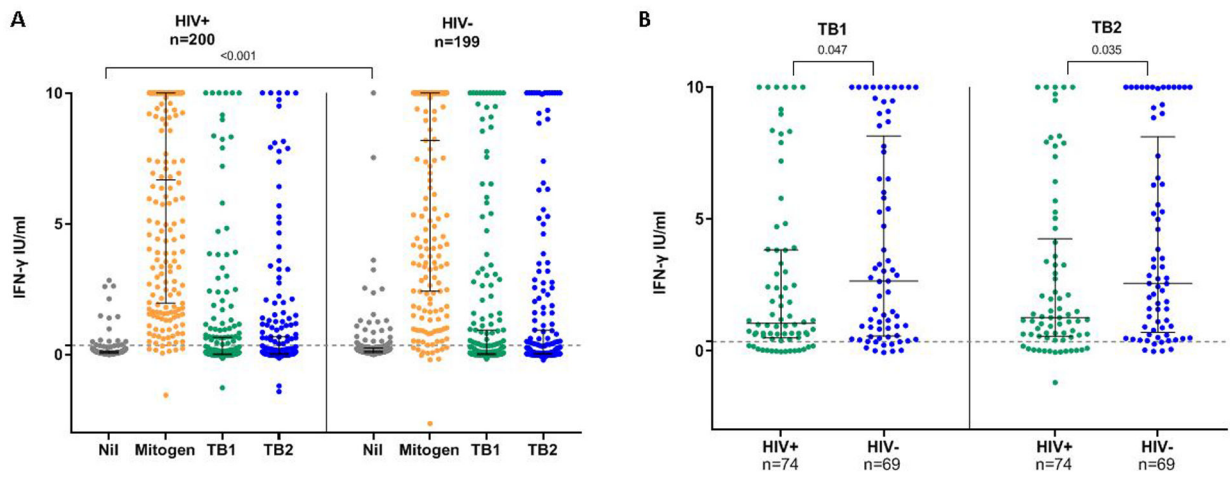 A
HIV+
n=200
HIV-
n=199
<0.001
IFN-γ IU/ml
10
5
0
Nil Mitogen TB1 TB2 Nil Mitogen TB1 TB2
B
TB1
TB2
0.047
0.035
IFN-γ IU/ml
10
5
0
HIV+ HIV- HIV+ HIV-
n=74 n=69 n=74 n=69